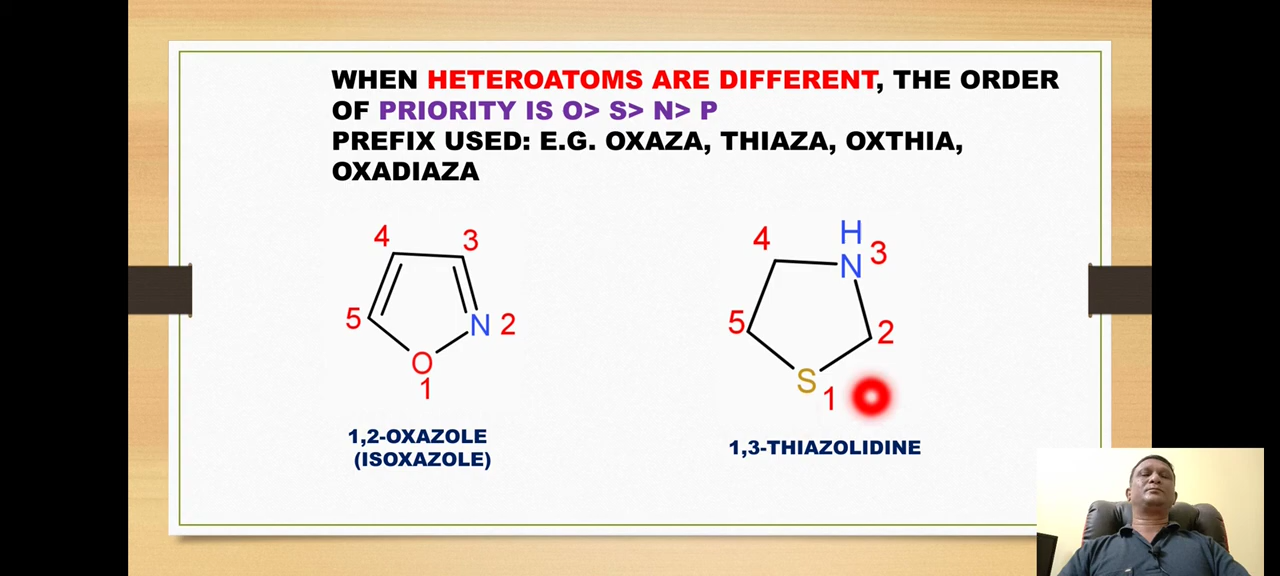 WHEN HETEROATOMS ARE DIFFERENT, THE ORDER
OF PRIORITY IS O> S> N> P
PREFIX USED: E.G. OXAZA, THIAZA, OXTHIA,
OXADIAZA
4 3
5 N 2
O
1
1,2-OXAZOLE
(ISOXAZOLE)
H
4 N 3
5 2
S 1
1,3-THIAZOLIDINE